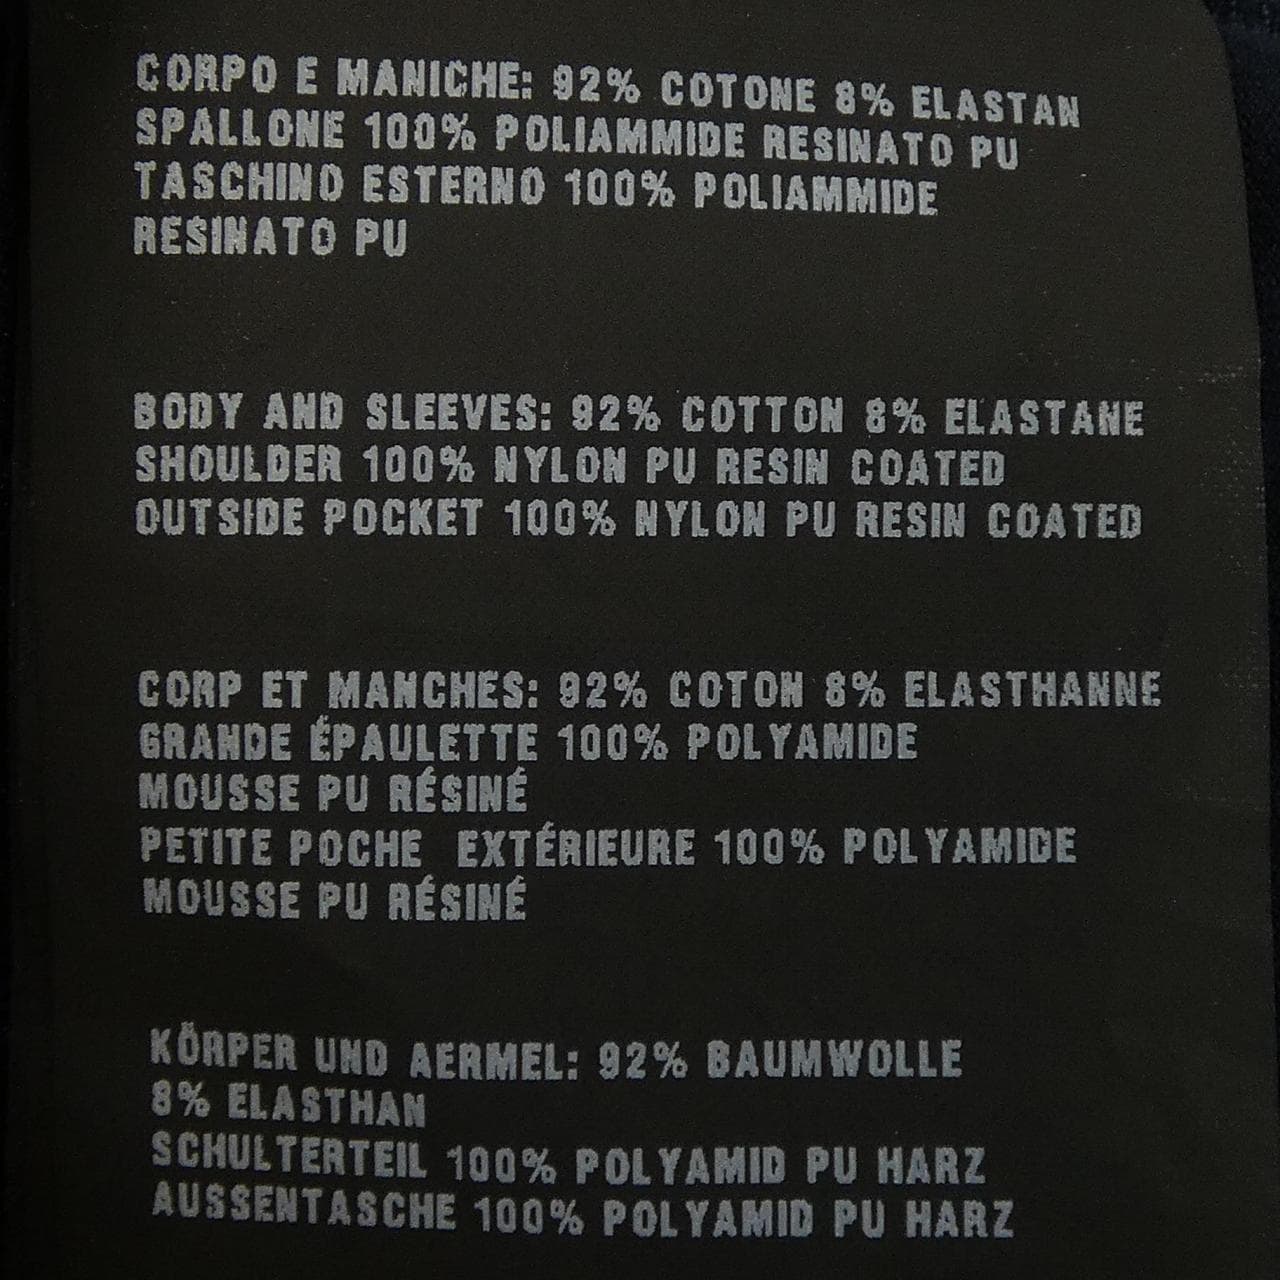 CORPO E MANICHE: 92% COTONE 8% ELASTAN
SPALLONE 100% POLIAMMIDE RESINATO PU
TASCHINO ESTERNO 100% POLIAMMIDE
RESINATO PU
BODY AND SLEEVES: 92% COTTON 8% ELASTANE
SHOULDER 100% NYLON PU RESIN COATED
OUTSIDE POCKET 100% NYLON PU RESIN COATED
CORP ET MANCHES: 92% COTON 8% ELASTHANNE
GRANDE ÉPAULETTE 100% POLYAMIDE
MOUSSE PU RÉSINÉ
PETITE POCHE EXTÉRIEURE 100% POLYAMIDE
MOUSSE PU RÉSINÉ
KÖRPER UND AERMEL: 92% BAUMWOLLE
8% ELASTHAN
SCHULTERTEIL 100% POLYAMID PU HARZ
AUSSENTASCHE 100% POLYAMID PU HARZ